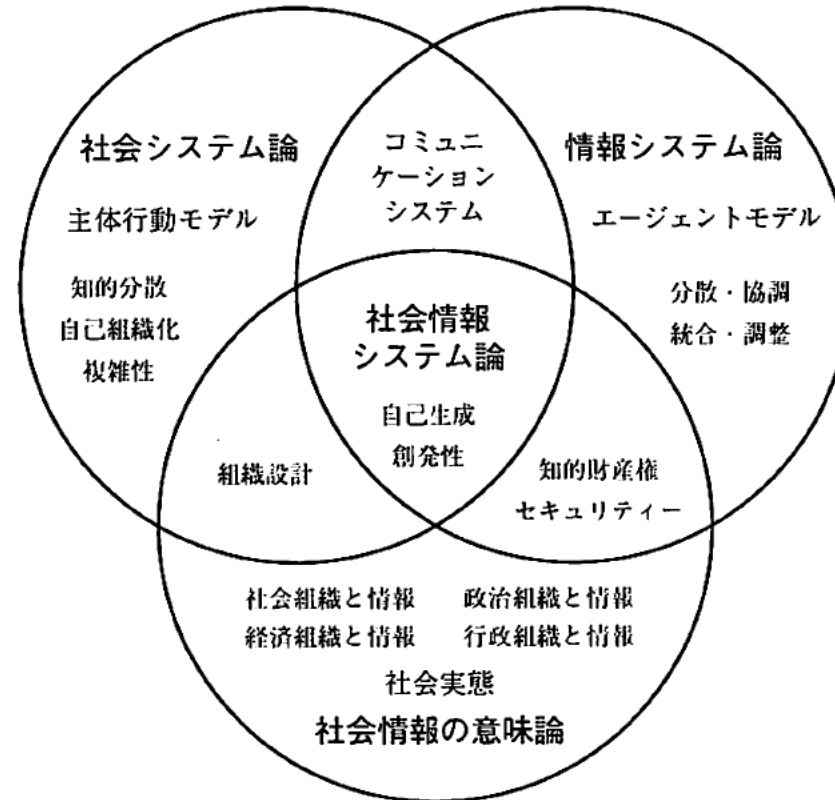 社会システム論
主体行動モデル
知的分散
自己組織化
複雑性
コミュニ
ケーション
システム
情報システム論
エージェントモデル
分散・協調
統合・調整
社会情報
システム論
自己生成
創発性
組織設計
知的財産権
セキュリティー
社会組織と情報 政治組織と情報
経済組織と情報 行政組織と情報
社会実態
社会情報の意味論